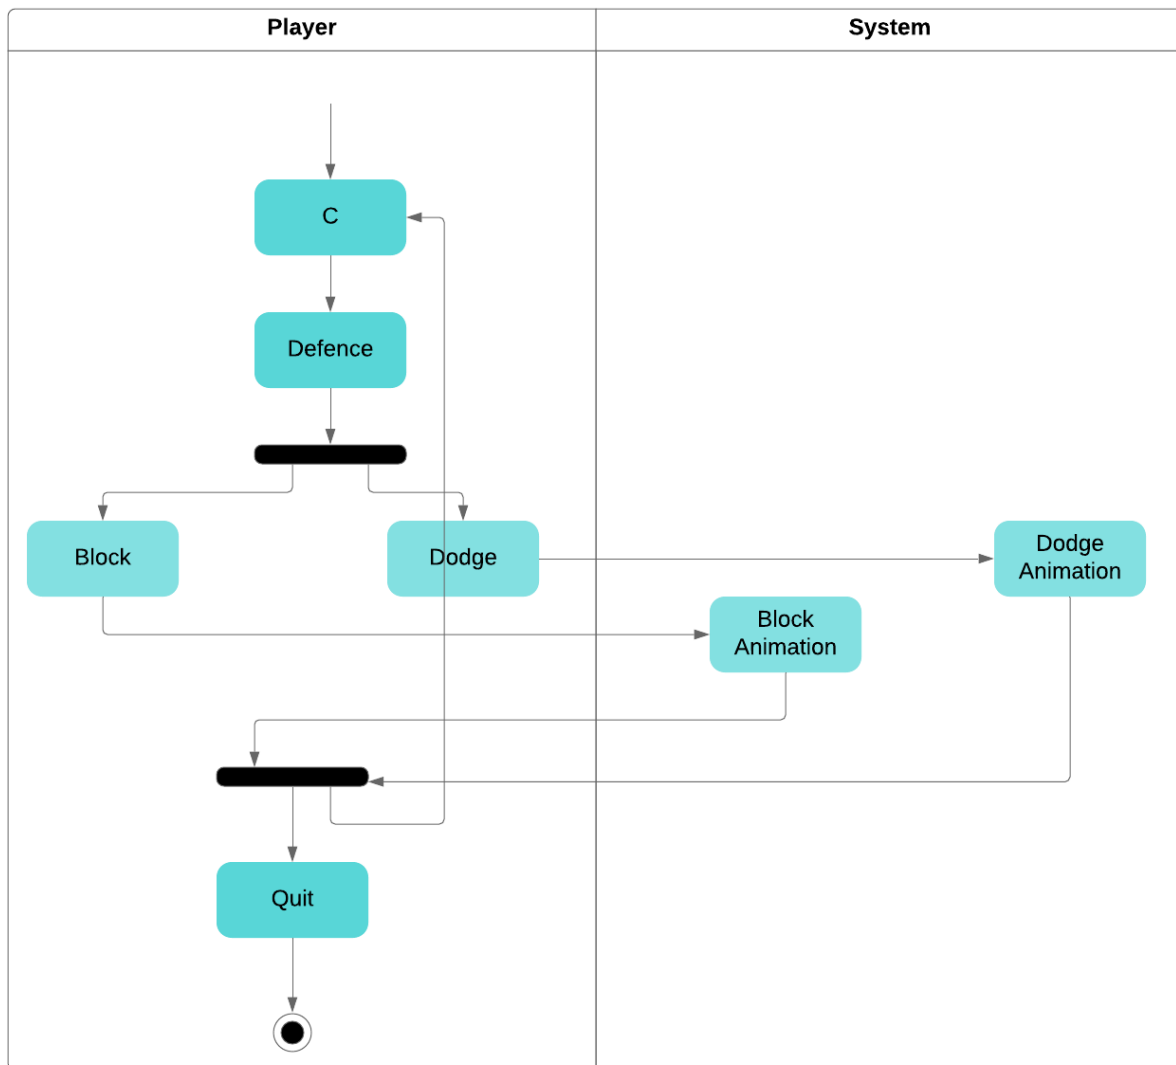 Player
System
C
Defence
Block
Dodge
Dodge
Animation
Block
Animation
Quit